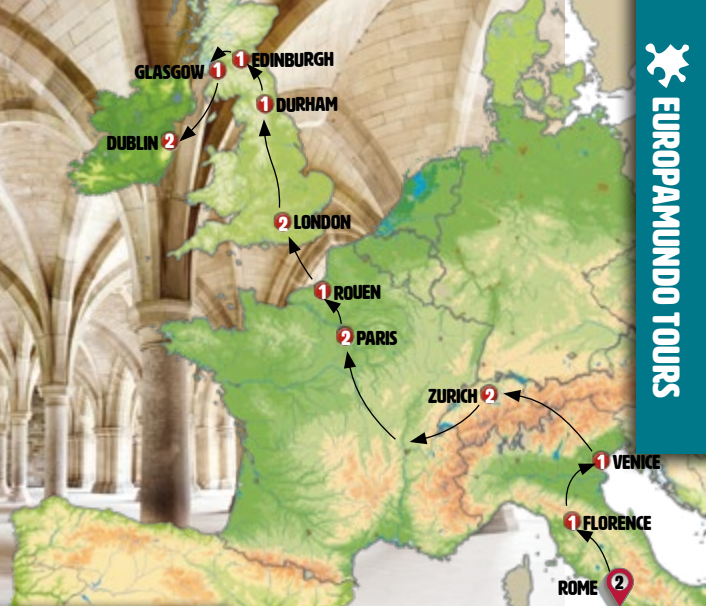 1 EDINBURGH
GLASGOW 1
1 DURHAM
DUBLIN 2
2 LONDON
1 ROUEN
2 PARIS
ZURICH 2
1 VENICE
1 FLORENCE
ROME 2
EUROPAMUNDO TOURS